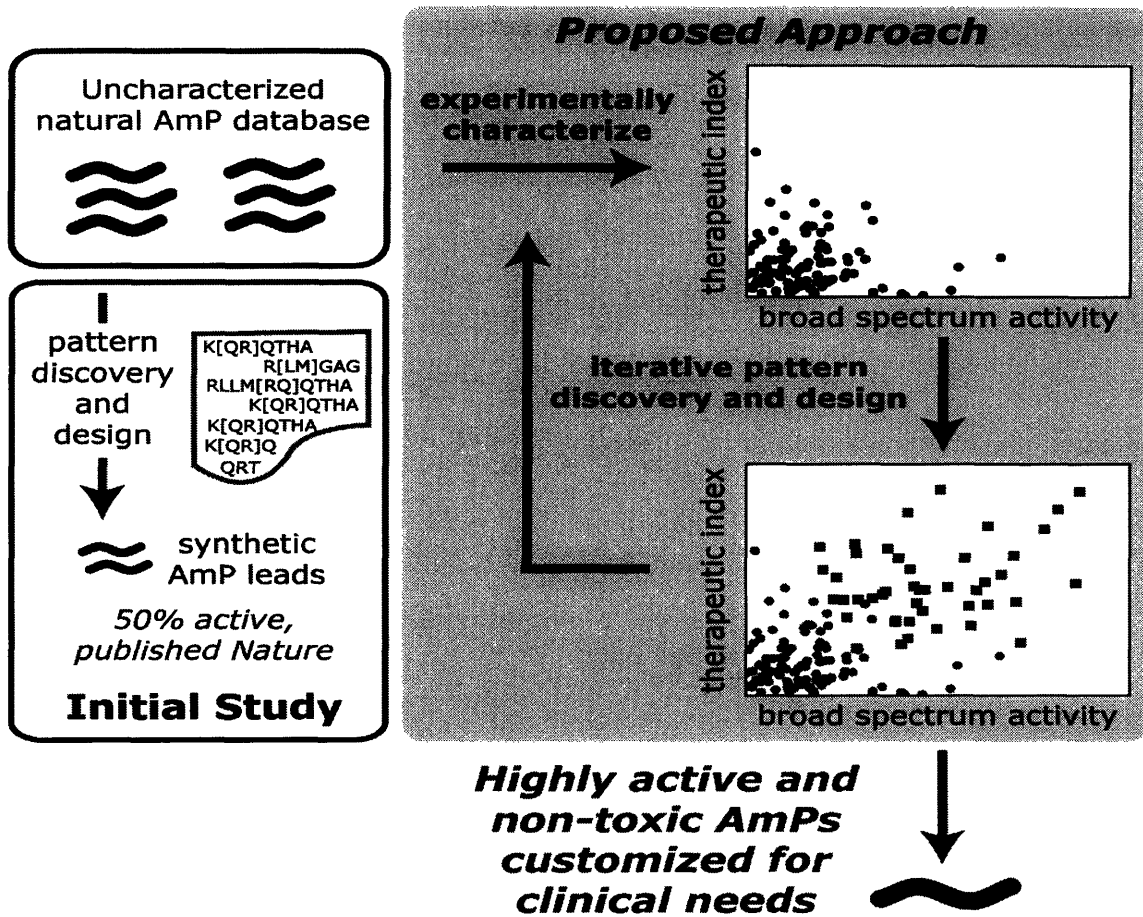 Uncharacterized
natural AmP database
pattern
discovery
and
design
K[QR]QTHA
R[LM]GAG
RLLM[RQ]QTHA
K[QR]QTHA
K[QR]QTHA
K[QR]Q
QRT
synthetic
AmP leads
50% active,
published Nature
Initial Study
Proposed Approach
experimentally
characterize
therapeutic index
broad spectrum activity
iterative pattern
discovery and design
therapeutic index
broad spectrum activity
Highly active and
non-toxic AmPs
customized for
clinical needs